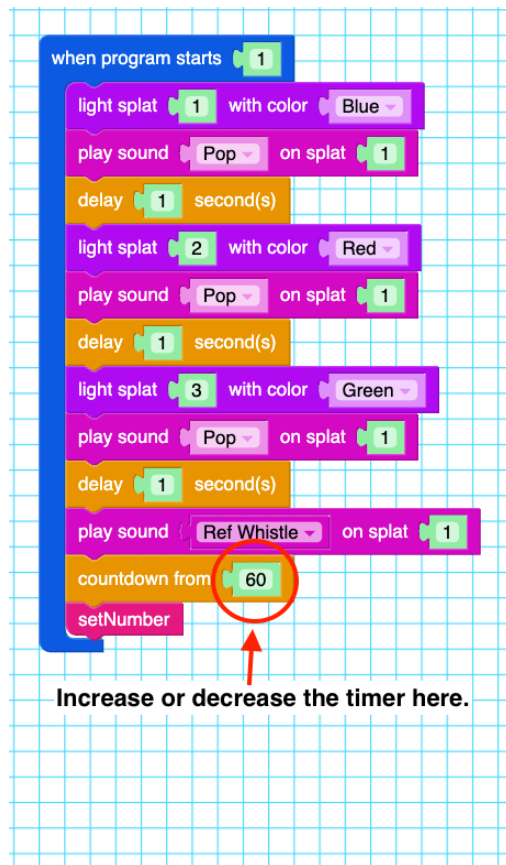 when program starts 1
light splat 1 with color Blue
play sound Pop on splat 1
delay 1 second(s)
light splat 2 with color Red
play sound Pop on splat 1
delay 1 second(s)
light splat 3 with color Green
play sound Pop on splat 1
delay 1 second(s)
play sound Ref Whistle on splat 1
countdown from 60
setNumber
Increase or decrease the timer here.